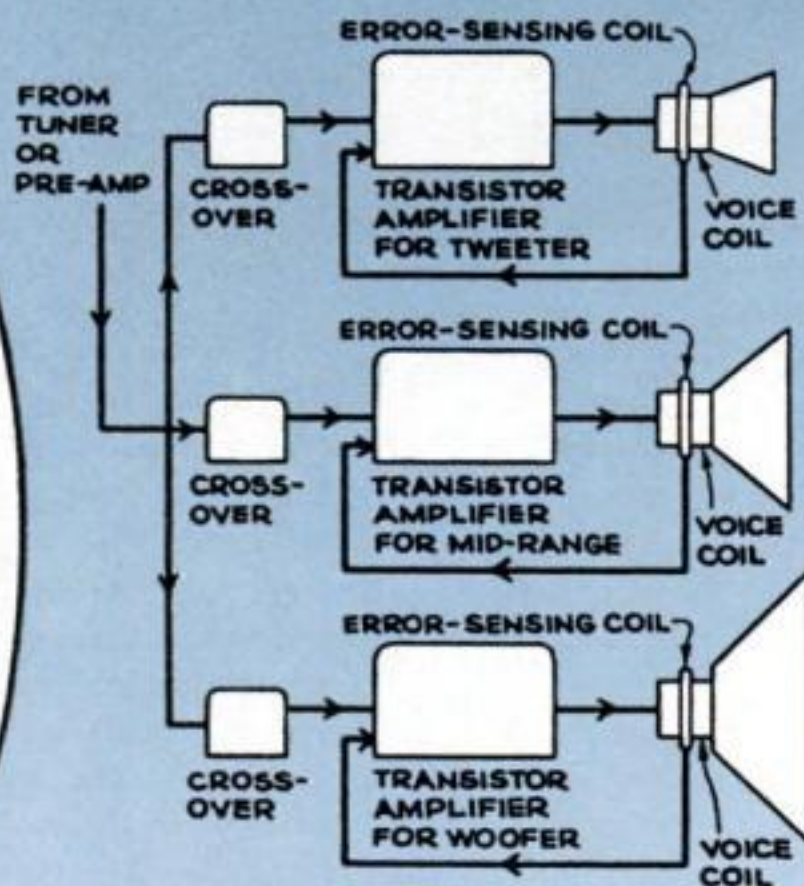 ERROR-SENSING COIL
FROM
TUNER
OR
PRE-AMP
CROSS-
OVER
TRANSISTOR
AMPLIFIER
FOR TWEETER
VOICE
COIL
ERROR-SENSING COIL
CROSS-
OVER
TRANSISTOR
AMPLIFIER
FOR MID-RANGE
VOICE
COIL
ERROR-SENSING COIL
CROSS-
OVER
TRANSISTOR
AMPLIFIER
FOR WOOFER
VOICE
COIL